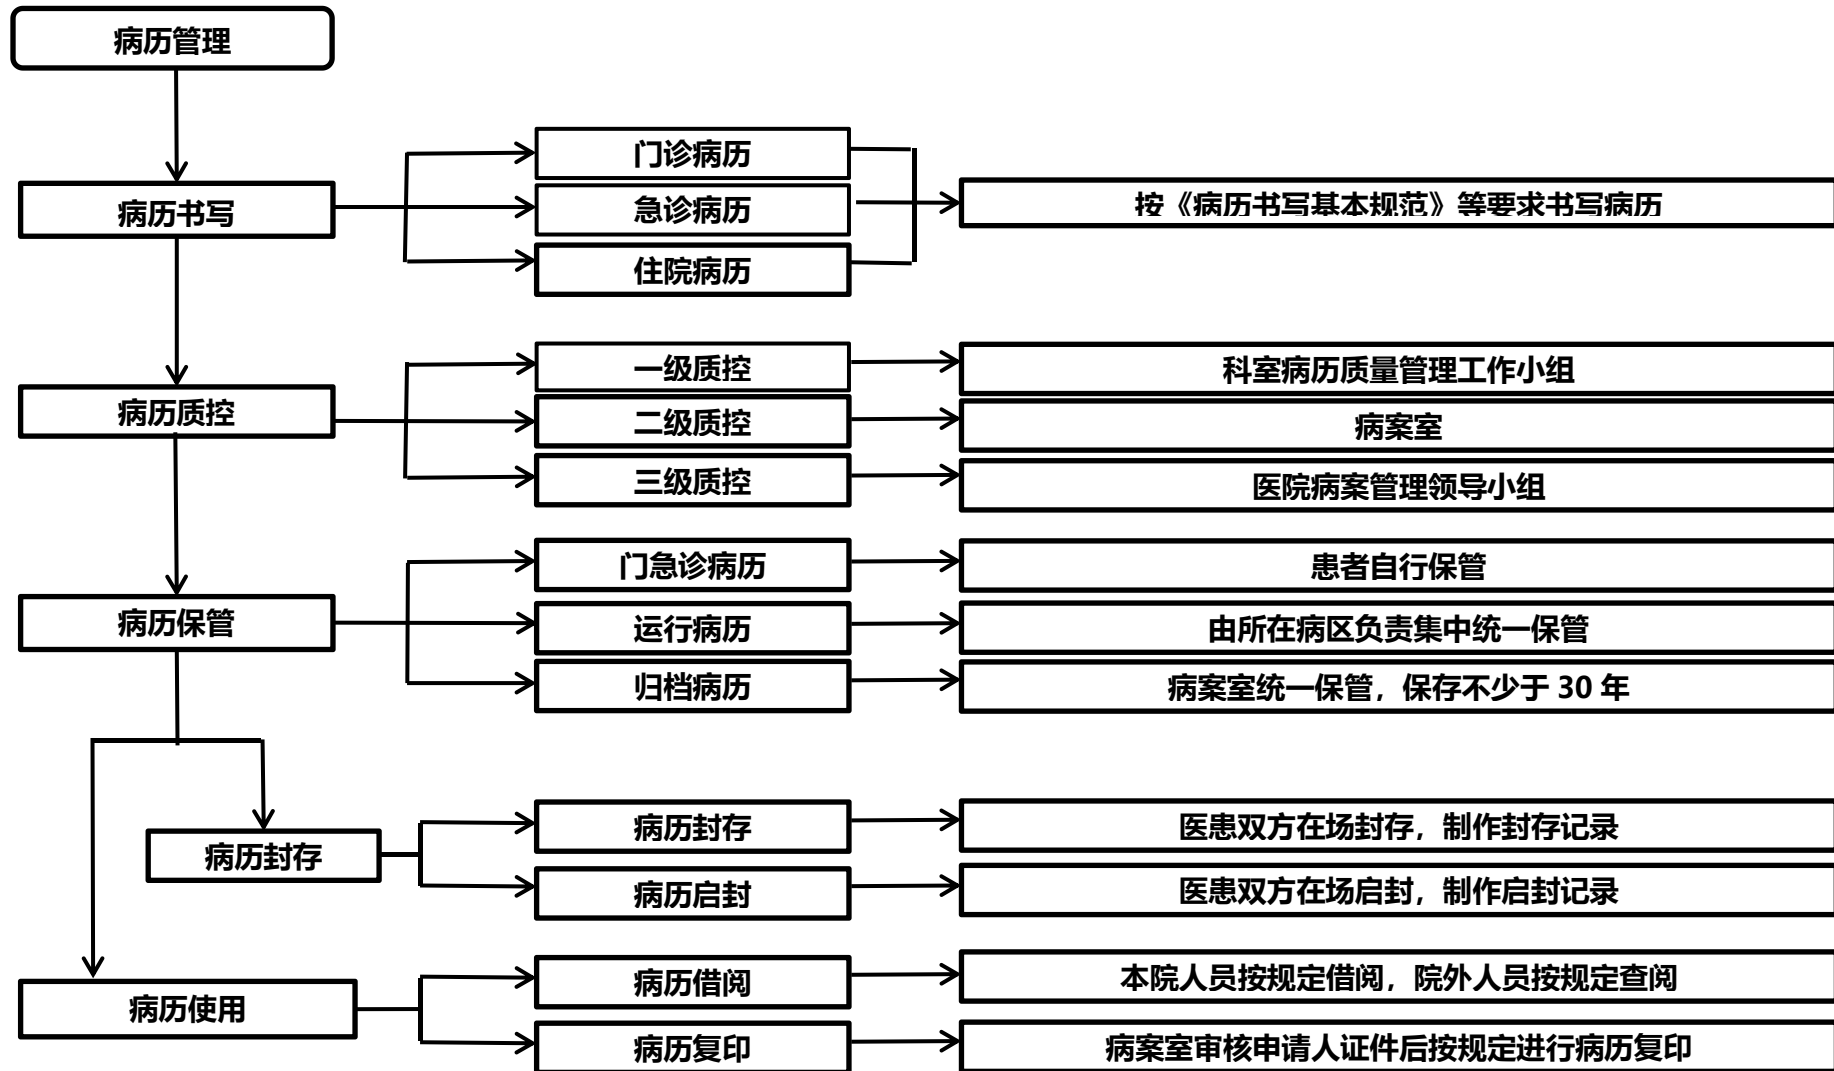 病历管理
病历书写
门诊病历
急诊病历
住院病历
按《病历书写基本规范》等要求书写病历
病历质控
一级质控
科室病历质量管理工作小组
二级质控
病案室
三级质控
医院病案管理领导小组
病历保管
门急诊病历
患者自行保管
运行病历
由所在病区负责集中统一保管
归档病历
病案室统一保管，保存不少于 30 年
病历封存
病历封存
医患双方在场封存，制作封存记录
病历启封
医患双方在场启封，制作启封记录
病历使用
病历借阅
本院人员按规定借阅，院外人员按规定查阅
病历复印
病案室审核申请人证件后按规定进行病历复印